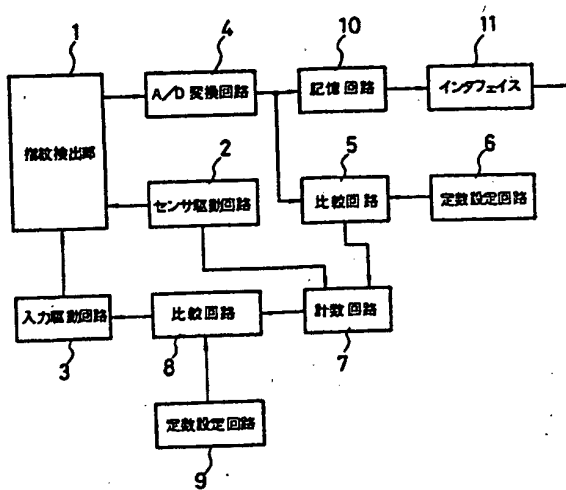 1
4
10
11
指紋検出部
A/D 変換回路
記憶回路
インタフェイス
2
5
6
センサ駆動回路
比較回路
定数設定回路
入力駆動回路
比較回路
計数回路
3
8
7
定数設定回路
9